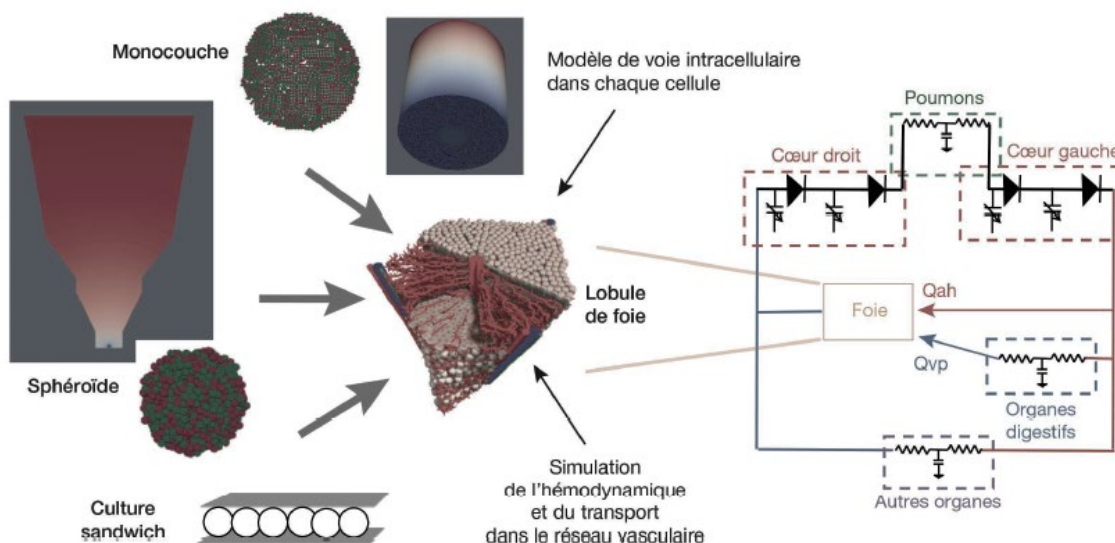 Monocouche
Modèle de voie intracellulaire
dans chaque cellule
Poumons
Cœur droit
Cœur gauche
Lobule
de foie
Foie
Qah
Qvp
Sphéroïde
Organes
digestifs
Simulation
de l'hémodynamique
et du transport
dans le réseau vasculaire
Autres organes
Culture
sandwich